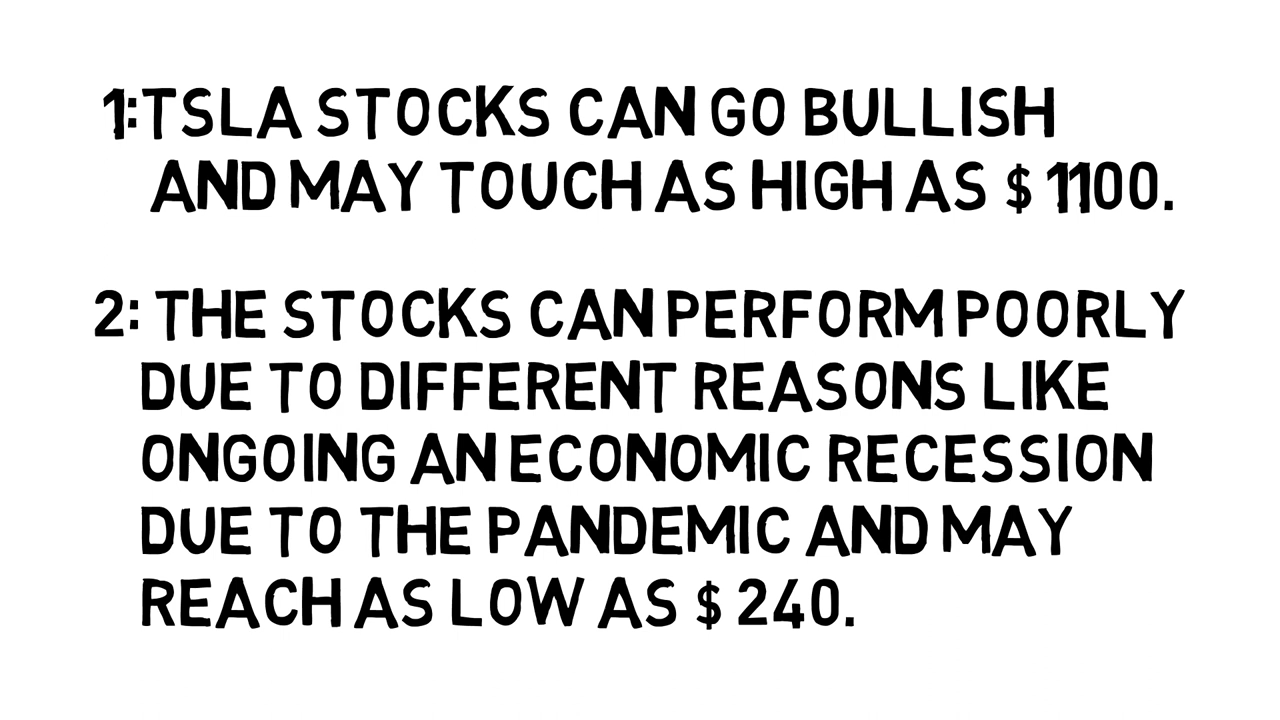 1:TSLA STOCKS CAN GO BULLISH
AND MAY TOUCH AS HIGH AS $ 1100.
2: THE STOCKS CAN PERFORM POORLY
DUE TO DIFFERENT REASONS LIKE
ONGOING AN ECONOMIC RECESSION
DUE TO THE PANDEMIC AND MAY
REACH AS LOW AS $ 240.